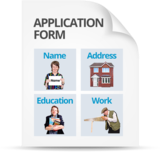 APPLICATION
FORM
Name
Address
Education
Work